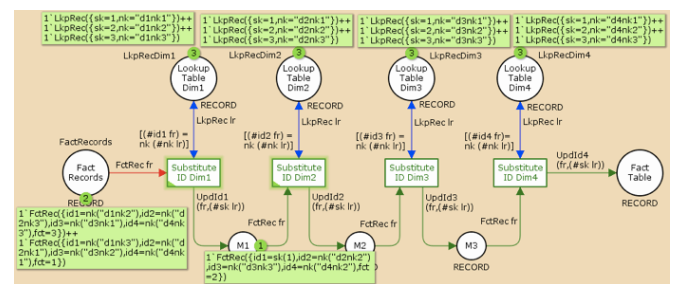 1`LkpRec({sk=1,nk="d1nk1"})++
1`LkpRec({sk=2,nk="d1nk2"})++
1`LkpRec({sk=3,nk="d1nk3"})
1`LkpRec({sk=1,nk="d2nk1"})++
1`LkpRec({sk=2,nk="d2nk2"})++
1`LkpRec({sk=3,nk="d2nk3"})
1`LkpRec({sk=1,nk="d3nk1"})++
1`LkpRec({sk=2,nk="d3nk2"})++
1`LkpRec({sk=3,nk="d3nk3"})
1`LkpRec({sk=1,nk="d4nk1"})++
1`LkpRec({sk=2,nk="d4nk2"})++
1`LkpRec({sk=3,nk="d4nk3"})
LkpRecDim1
3
LkpRecDim2
3
LkpRecDim3
3
LkpRecDim4
3
Lookup
Table
Dim1
Lookup
Table
Dim2
Lookup
Table
Dim3
Lookup
Table
Dim4
RECORD
RECORD
RECORD
RECORD
LkpRec lr
LkpRec lr
LkpRec lr
LkpRec lr
[(#id1 fr) =
nk (#nk lr)]
[(#id2 fr) =
nk (#nk lr)]
[(#id3 fr) =
nk (#nk lr)]
[(#id4 fr)=
nk (#nk lr)]
FactRecords
Fact
Records
RECORD
2
FctRec fr
Substitute
ID Dim1
Substitute
ID Dim2
Substitute
ID Dim3
Substitute
ID Dim4
UpdId4
(fr,(#sk lr))
Fact
Table
RECORD
UpdId1
(fr,(#sk lr))
FctRec fr
UpdId2
(fr,(#sk lr))
FctRec fr
UpdId3
(fr,(#sk lr))
FctRec fr
M1
1
M2
M3
RECORD
1`FctRec({id1=nk("d1nk2"),id2=nk("d
2nk3"),id3=nk("d3nk1"),id4=nk("d4nk
3"),fct=3})++
1`FctRec({id1=nk("d1nk3"),id2=nk("d
2nk1"),id3=nk("d3nk2"),id4=nk("d4nk
1"),fct=1})
1`FctRec({id1=sk(1),id2=nk("d2nk2")
,id3=nk("d3nk3"),id4=nk("d4nk2"),fct
=2})